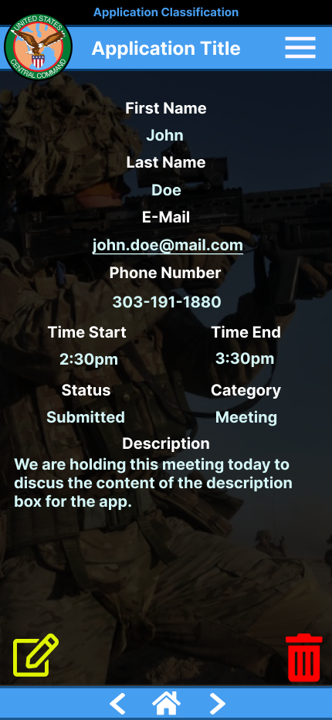 Application Classification
UNITED STATES
CENTRAL COMMAND
Application Title
First Name
John
Last Name
Doe
E-Mail
john.doe@mail.com
Phone Number
303-191-1880
Time Start
Time End
2:30pm
3:30pm
Status
Category
Submitted
Meeting
Description
We are holding this meeting today to
discus the content of the description
box for the app.